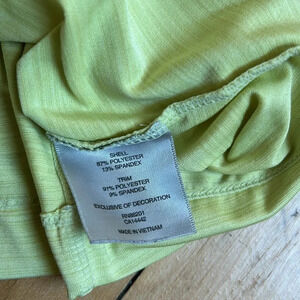 SHELL
87% POLYESTER
13% SPANDEX
TRIM
91% POLYESTER
9% SPANDEX
EXCLUSIVE OF DECORATION
RN88201
CA14442
MADE IN VIETNAM